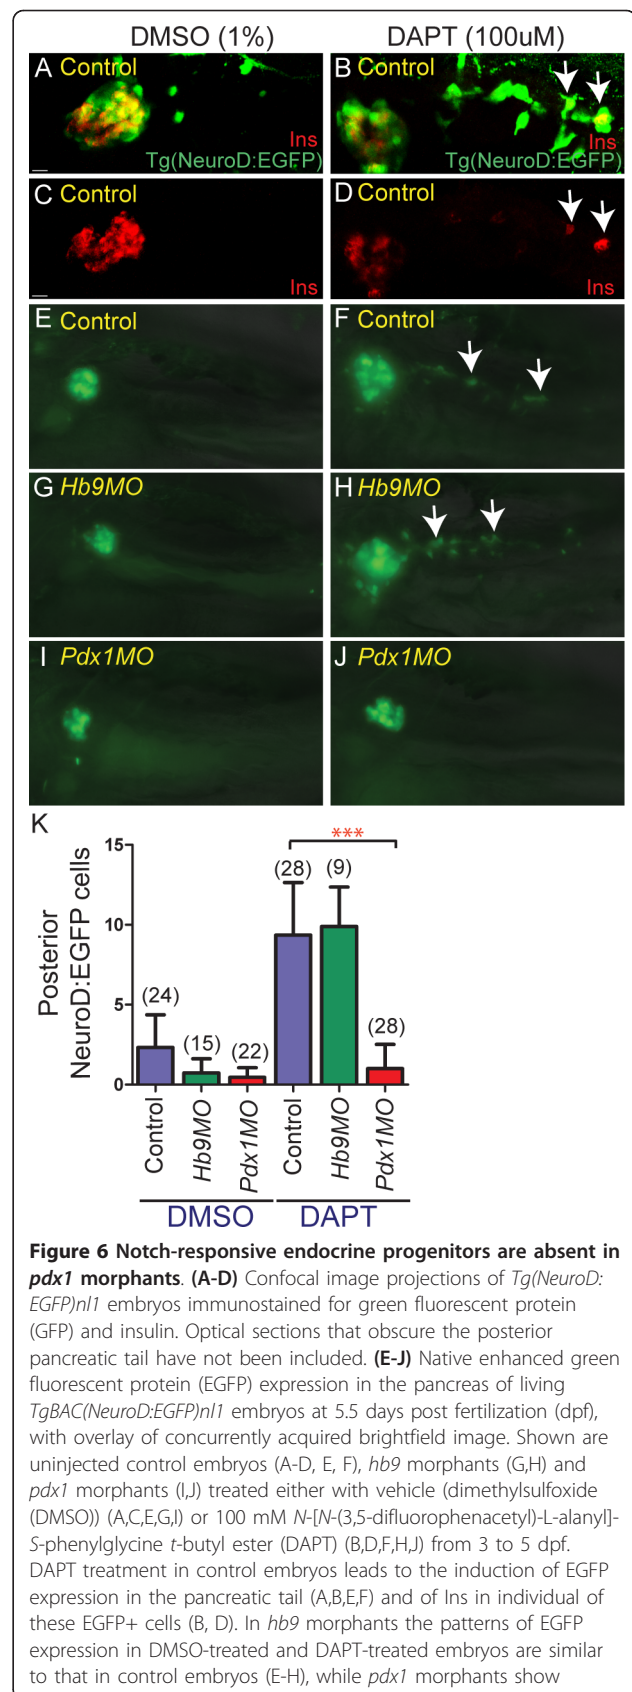 DMSO (1%) DAPT (100uM)
A Control
Ins
Tg(NeuroD:EGFP)
B Control
Ins
Tg(NeuroD:EGFP)
C Control
Ins
D Control
Ins
E Control
F Control
G Hb9MO
H Hb9MO
I Pdx1MO
J Pdx1MO
K
Posterior
NeuroD:EGFP cells
15
10
5
0
***
(24)
(15)
(22)
(28)
(9)
(28)
Control
Hb9MO
Pdx1MO
Control
Hb9MO
Pdx1MO
DMSO DAPT
Figure 6 Notch-responsive endocrine progenitors are absent in
pdx1 morphants. (A-D) Confocal image projections of Tg(NeuroD:
EGFP)nl1 embryos immunostained for green fluorescent protein
(GFP) and insulin. Optical sections that obscure the posterior
pancreatic tail have not been included. (E-J) Native enhanced green
fluorescent protein (EGFP) expression in the pancreas of living
TgBAC(NeuroD:EGFP)nl1 embryos at 5.5 days post fertilization (dpf),
with overlay of concurrently acquired brightfield image. Shown are
uninjected control embryos (A-D, E, F), hb9 morphants (G,H) and
pdx1 morphants (I,J) treated either with vehicle (dimethylsulfoxide
(DMSO)) (A,C,E,G,I) or 100 mM N-[N-(3,5-difluorophenacetyl)-L-alanyl]-
S-phenylglycine t-butyl ester (DAPT) (B,D,F,H,J) from 3 to 5 dpf.
DAPT treatment in control embryos leads to the induction of EGFP
expression in the pancreatic tail (A,B,E,F) and of Ins in individual of
these EGFP+ cells (B, D). In hb9 morphants the patterns of EGFP
expression in DMSO-treated and DAPT-treated embryos are similar
to that in control embryos (E-H), while pdx1 morphants show